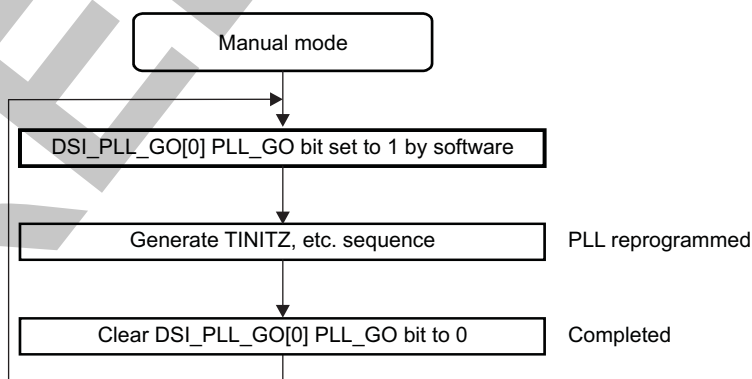 Manual mode
DSI_PLL_GO[0] PLL_GO bit set to 1 by software
Generate TINITZ, etc. sequence
PLL reprogrammed
Clear DSI_PLL_GO[0] PLL_GO bit to 0
Completed